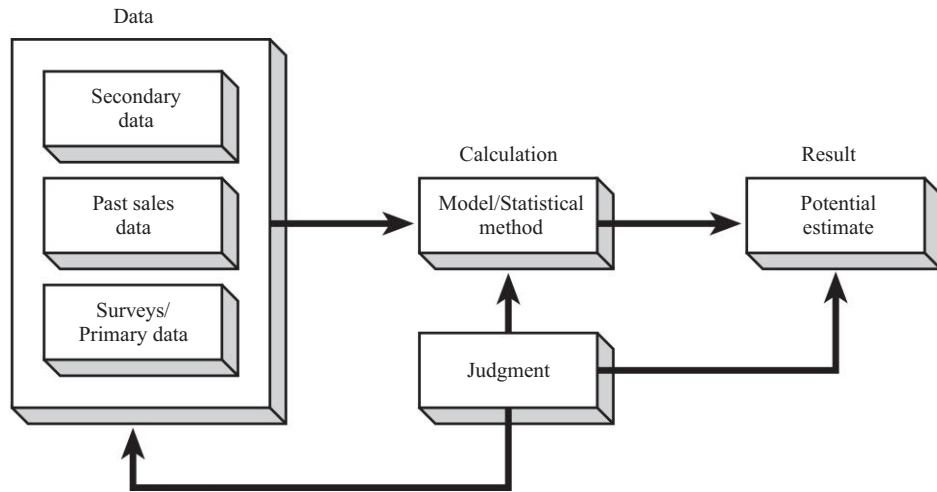 Data
Secondary
data
Past sales
data
Surveys/
Primary data
Calculation
Model/Statistical
method
Judgment
Result
Potential
estimate